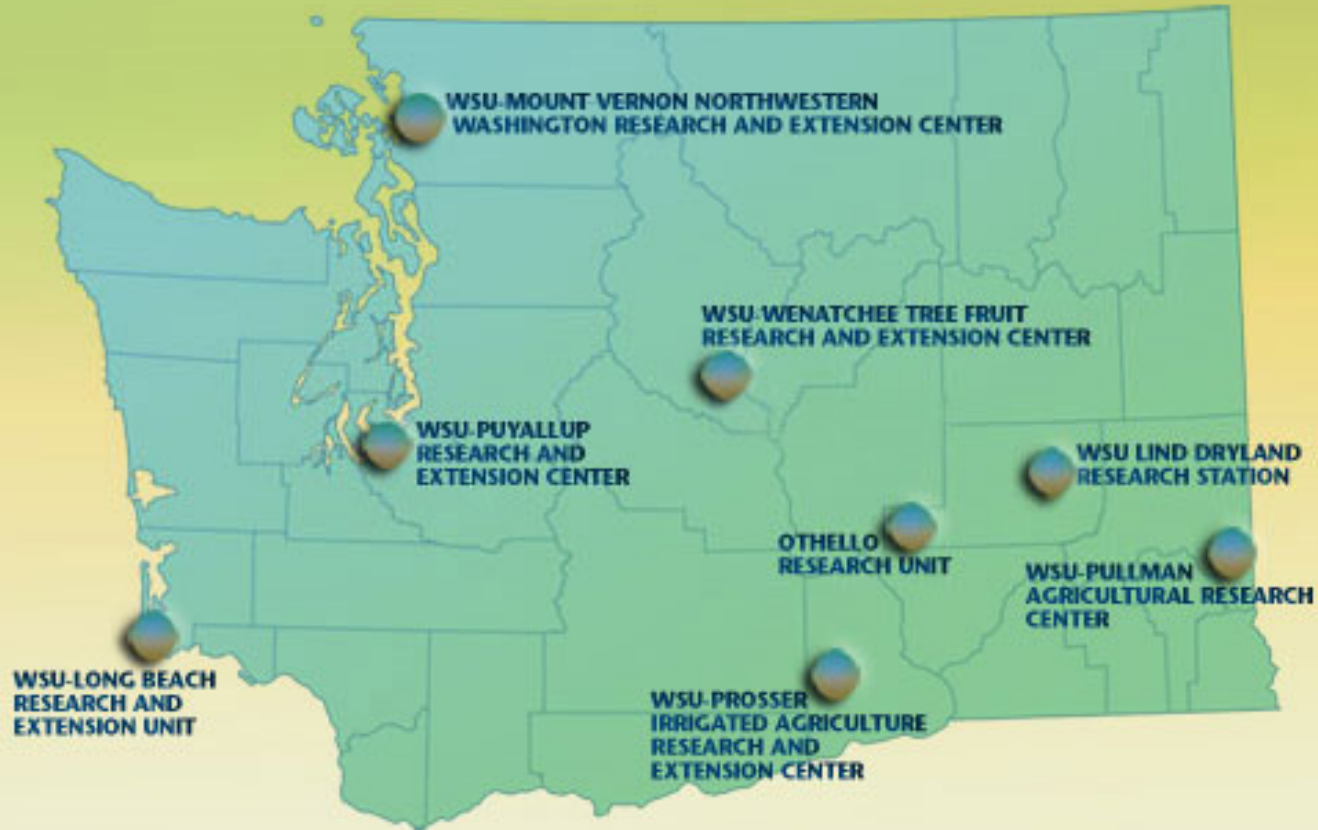 WSU-MOUNT VERNON NORTHWESTERN
WASHINGTON RESEARCH AND EXTENSION CENTER
WSU-WENATCHEE TREE FRUIT
RESEARCH AND EXTENSION CENTER
WSU-PUYALLUP
RESEARCH AND
EXTENSION CENTER
WSU LIND DRYLAND
RESEARCH STATION
OTHELLO
RESEARCH UNIT
WSU-PULLMAN
AGRICULTURAL RESEARCH
CENTER
WSU-LONG BEACH
RESEARCH AND
EXTENSION UNIT
WSU-PROSSER
IRRIGATED AGRICULTURE
RESEARCH AND
EXTENSION CENTER